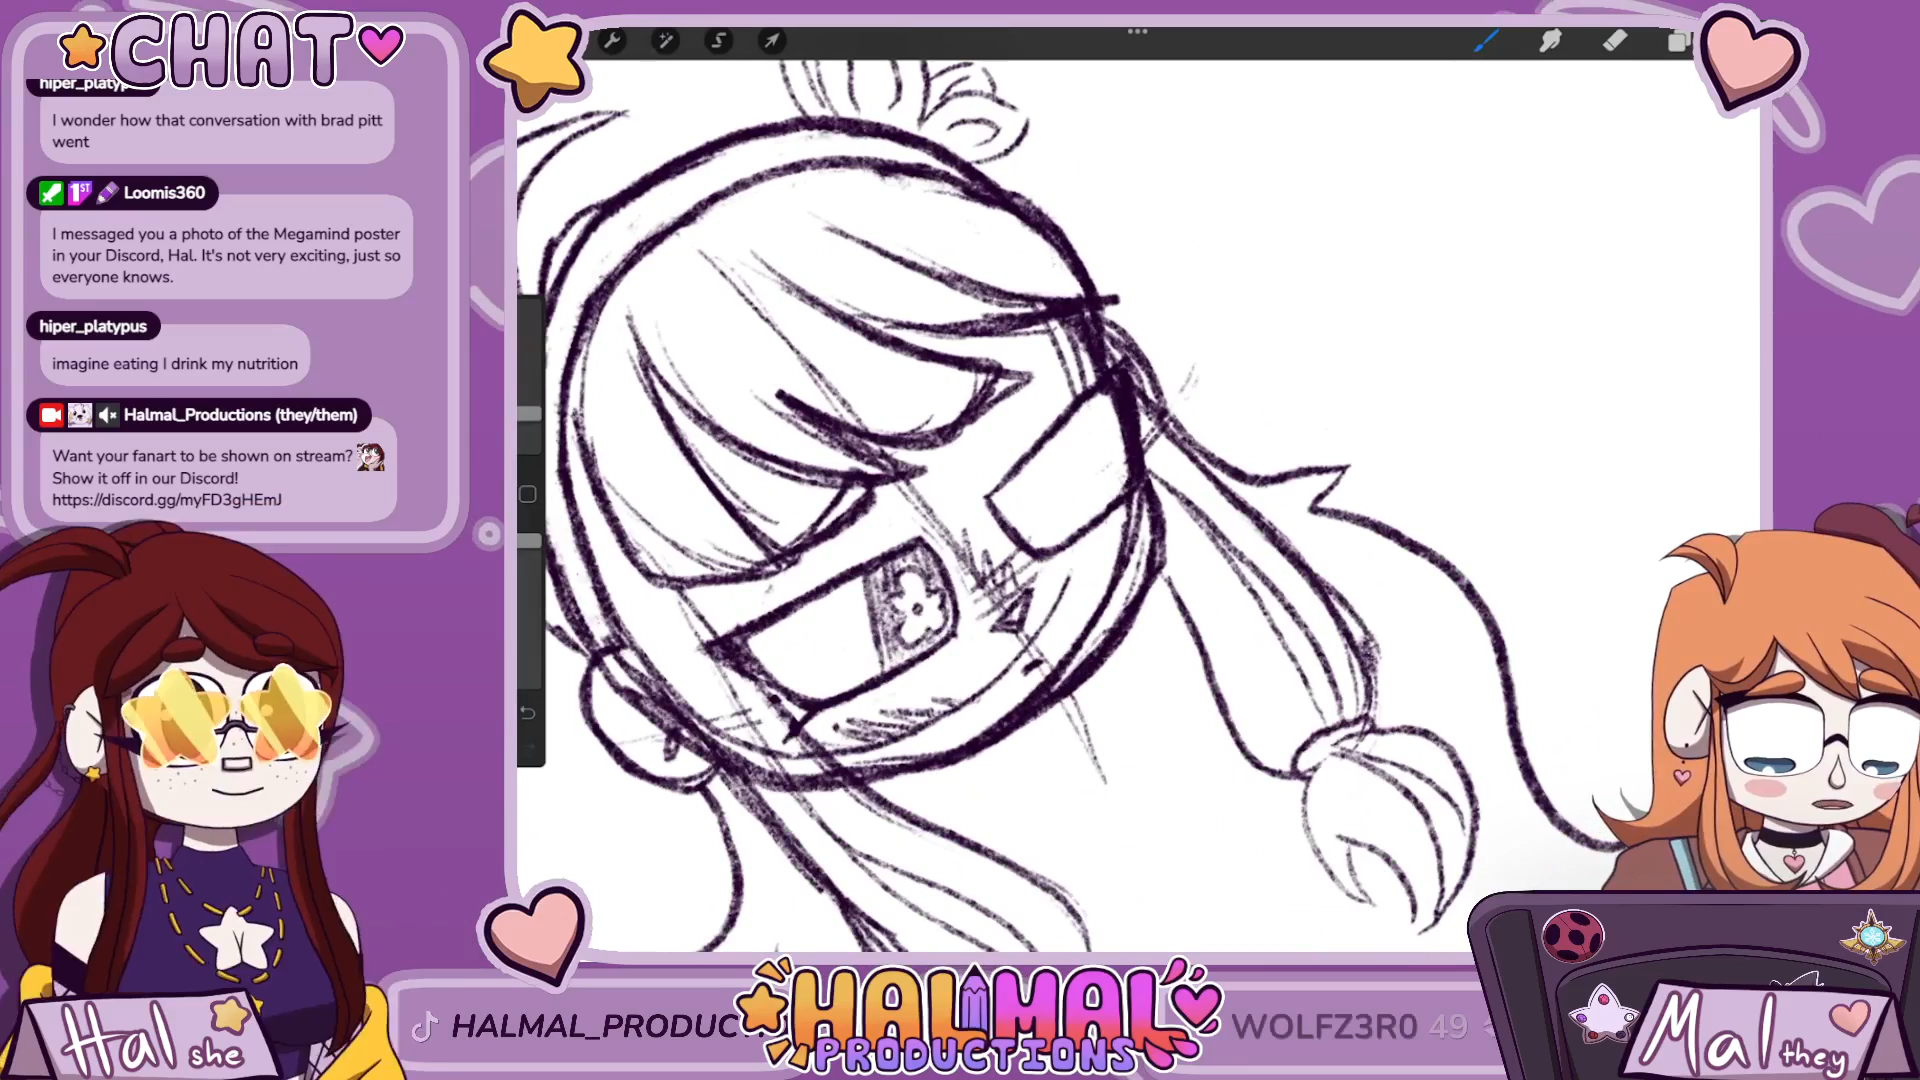 CHAT
hiper_platypus
I wonder how that conversation with brad pitt
went
1ST Loomis360
I messaged you a photo of the Megamind poster
in your Discord, Hal. It's not very exciting, just so
everyone knows.
hiper_platypus
imagine eating I drink my nutrition
Halmal_Productions (they/them)
Want your fanart to be shown on stream?
Show it off in our Discord!
https://discord.gg/myFD3gHEmJ
Hal she
HALMAL_PRODUC
HALMAL
PRODUCTIONS
WOLFZ3R0 49
Mal they